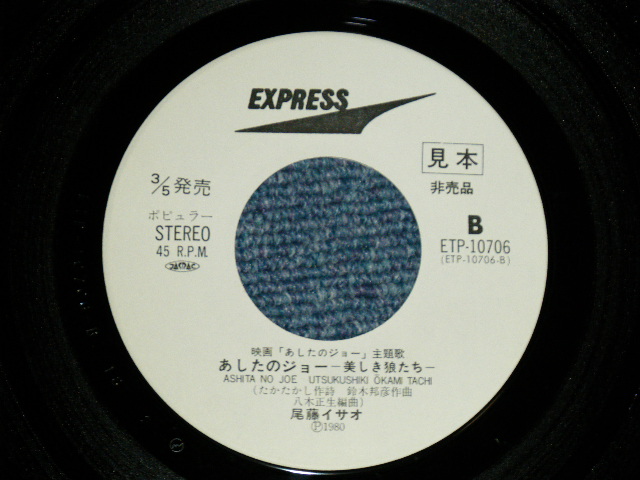 EXPRESS
見本
非売品
3/5発売
ポピュラー
STEREO
45 R.P.M.
B
ETP-10706
(ETP-10706-B)
映画「あしたのジョー」主題歌
あしたのジョー－美しき狼たち－
ASHITA NO JOE UTSUKUSHIKI ŌKAMI TACHI
(たかたかし作詩 鈴木邦彦作曲
八木正生編曲)
尾藤イサオ
Ⓟ1980